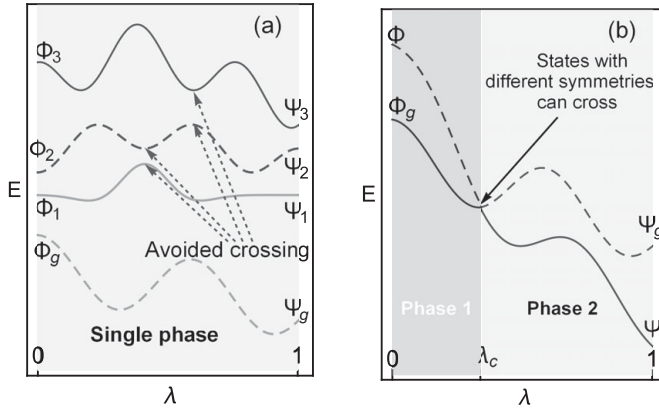 (a)
Φ3
Φ2
E
Φ1
Φg
Ψ3
Ψ2
Ψ1
Ψg
Avoided crossing
Single phase
0
1
λ
(b)
Φ
Φg
States with
different symmetries
can cross
E
Ψg
Ψ
Phase 1
Phase 2
0
λc
1
λ